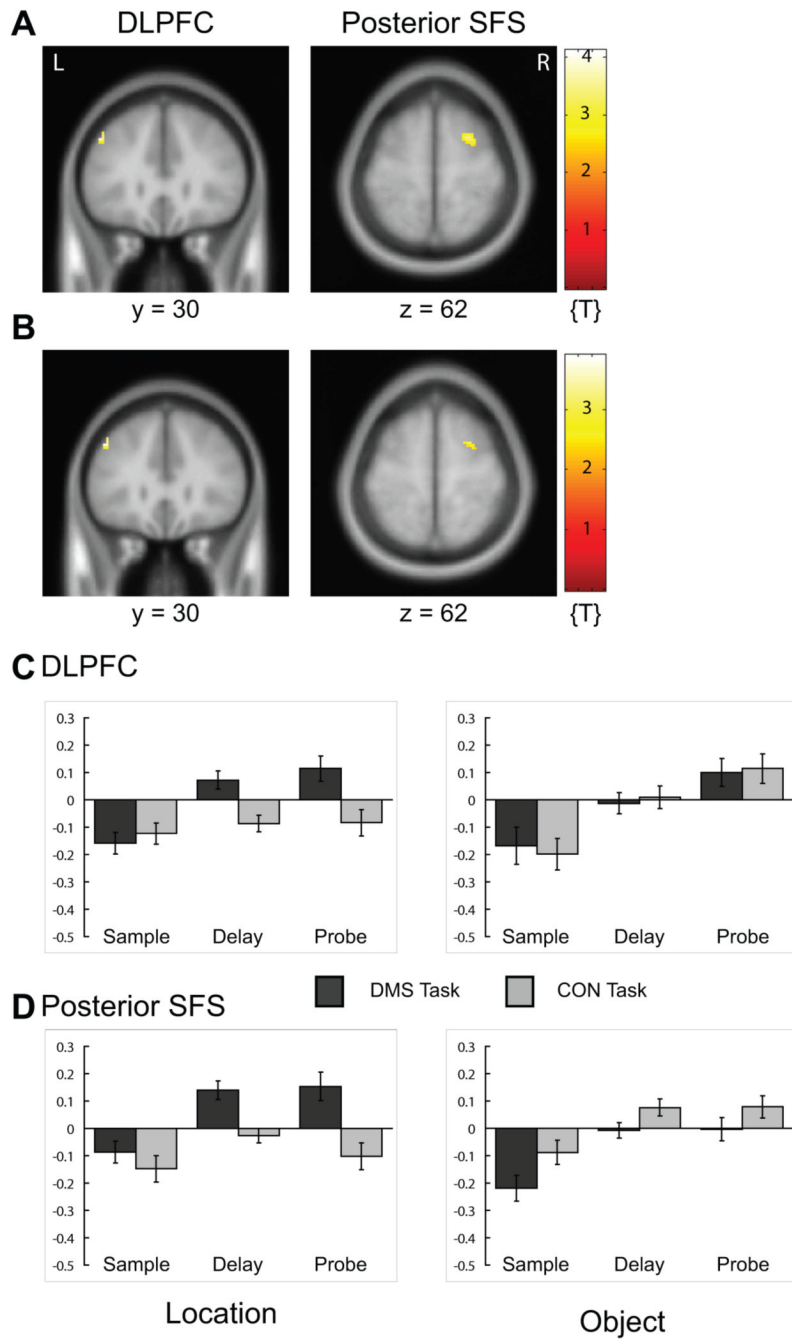 A DLPFC Posterior SFS
L R
4
3
2
1
y = 30 z = 62 {T}
B
3
2
1
y = 30 z = 62 {T}
C DLPFC
0.3 0.3
0.2 0.2
0.1 0.1
0 0
-0.1 -0.1
-0.2 -0.2
-0.3 -0.3
-0.4 -0.4
-0.5 -0.5
Sample Delay Probe Sample Delay Probe
DMS Task CON Task
D Posterior SFS
0.3 0.3
0.2 0.2
0.1 0.1
0 0
-0.1 -0.1
-0.2 -0.2
-0.3 -0.3
-0.4 -0.4
-0.5 -0.5
Sample Delay Probe Sample Delay Probe
Location Object